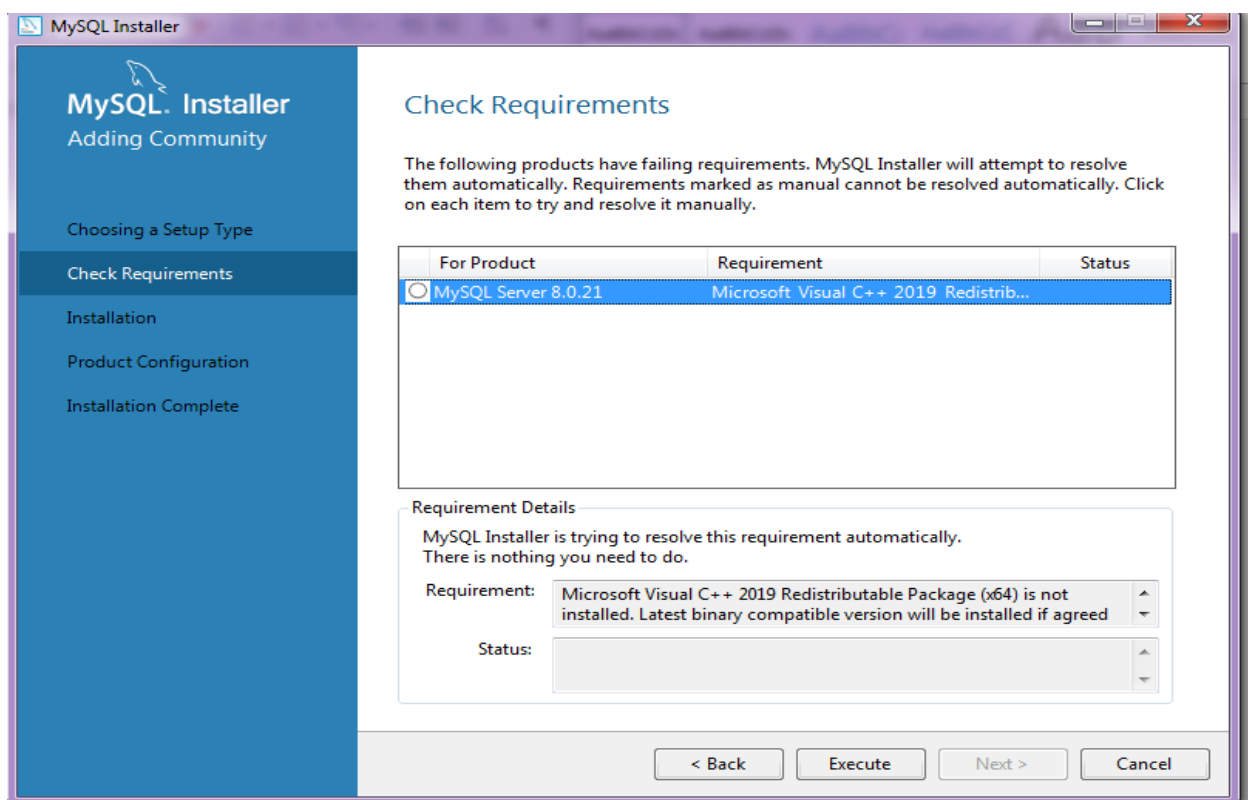 MySQL Installer
MySQL. Installer
Adding Community
Choosing a Setup Type
Check Requirements
Installation
Product Configuration
Installation Complete
Check Requirements
The following products have failing requirements. MySQL Installer will attempt to resolve
them automatically. Requirements marked as manual cannot be resolved automatically. Click
on each item to try and resolve it manually.
For Product Requirement Status
MySQL Server 8.0.21 Microsoft Visual C++ 2019 Redistrib...
Requirement Details
MySQL Installer is trying to resolve this requirement automatically.
There is nothing you need to do.
Requirement: Microsoft Visual C++ 2019 Redistributable Package (x64) is not
installed. Latest binary compatible version will be installed if agreed
Status:
< Back Execute Next > Cancel